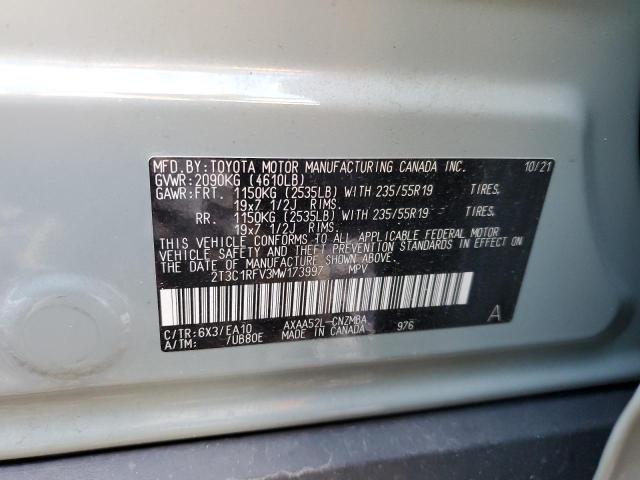 MFD. BY: TOYOTA MOTOR MANUFACTURING CANADA INC. 10/21
GVWR: 2090KG (4610LB)
GAWR: FRT. 1150KG (2535LB) WITH 235/55R19 TIRES,
19x7 1/2J RIMS.
RR. 1150KG (2535LB) WITH 235/55R19 TIRES,
19x7 1/2J RIMS.
THIS VEHICLE CONFORMS TO ALL APPLICABLE FEDERAL MOTOR
VEHICLE SAFETY AND THEFT PREVENTION STANDARDS IN EFFECT ON
THE DATE OF MANUFACTURE SHOWN ABOVE.
2T3C1RFV3MW173997 MPV
C/TR: 6X3/EA10 AXAA52L-CNZMBA 976 A
A/TM: /UB80E MADE IN CANADA